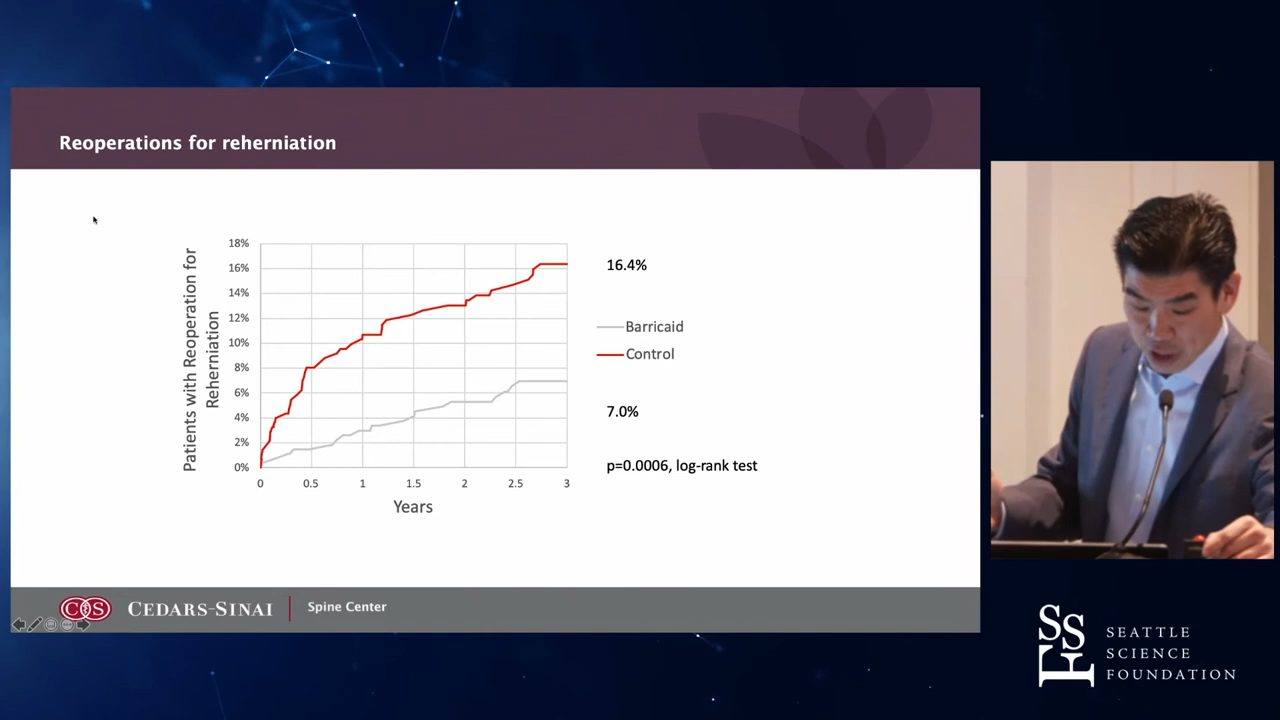 Reoperations for reherniation
Patients with Reoperation for
Reherniation
18%
16%
14%
12%
10%
8%
6%
4%
2%
0%
0
0.5
1
1.5
2
2.5
3
Years
16.4%
Barricaid
Control
7.0%
p=0.0006, log-rank test
CEDARS-SINAI
Spine Center
SSF
SEATTLE
SCIENCE
FOUNDATION